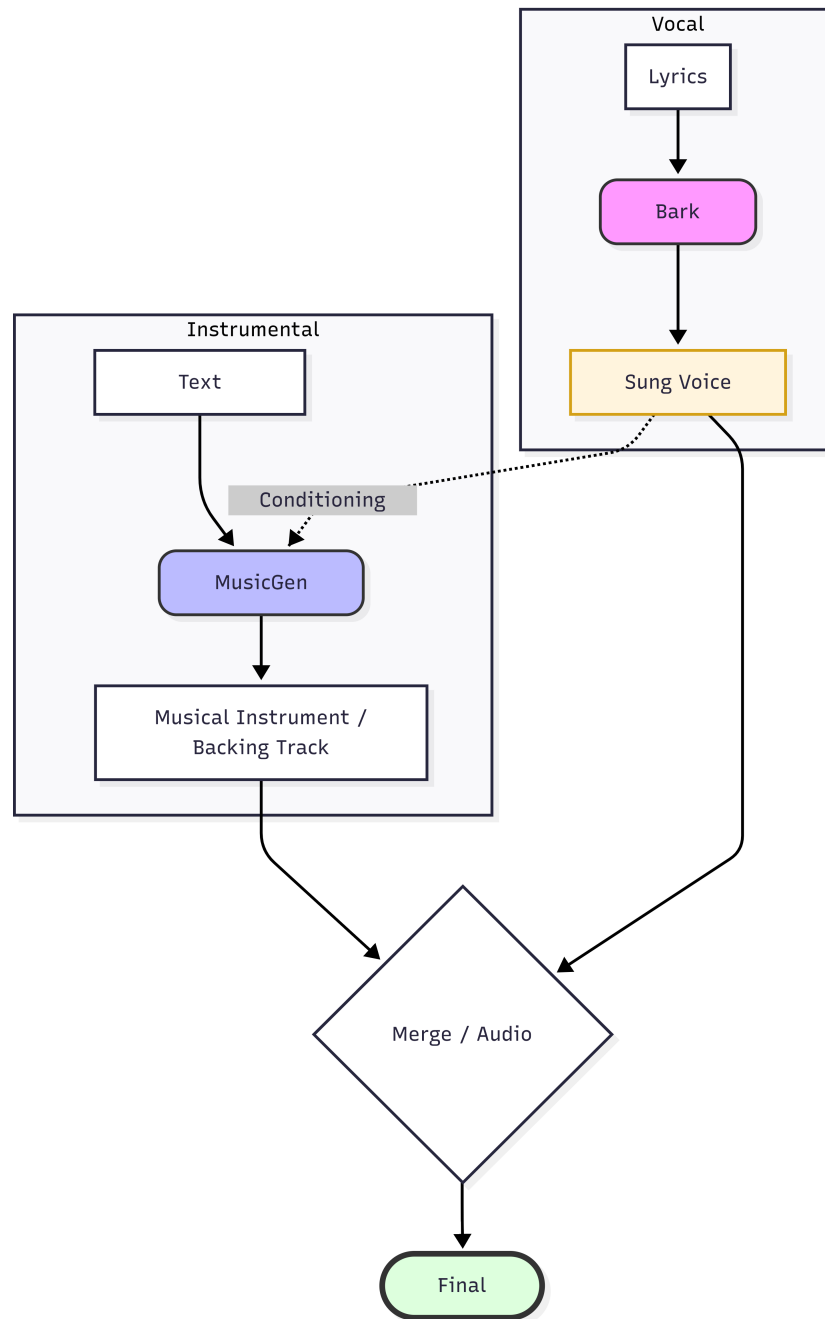 Vocal
Lyrics
Bark
Sung Voice
Instrumental
Text
Conditioning
MusicGen
Musical Instrument /
Backing Track
Merge / Audio
Final